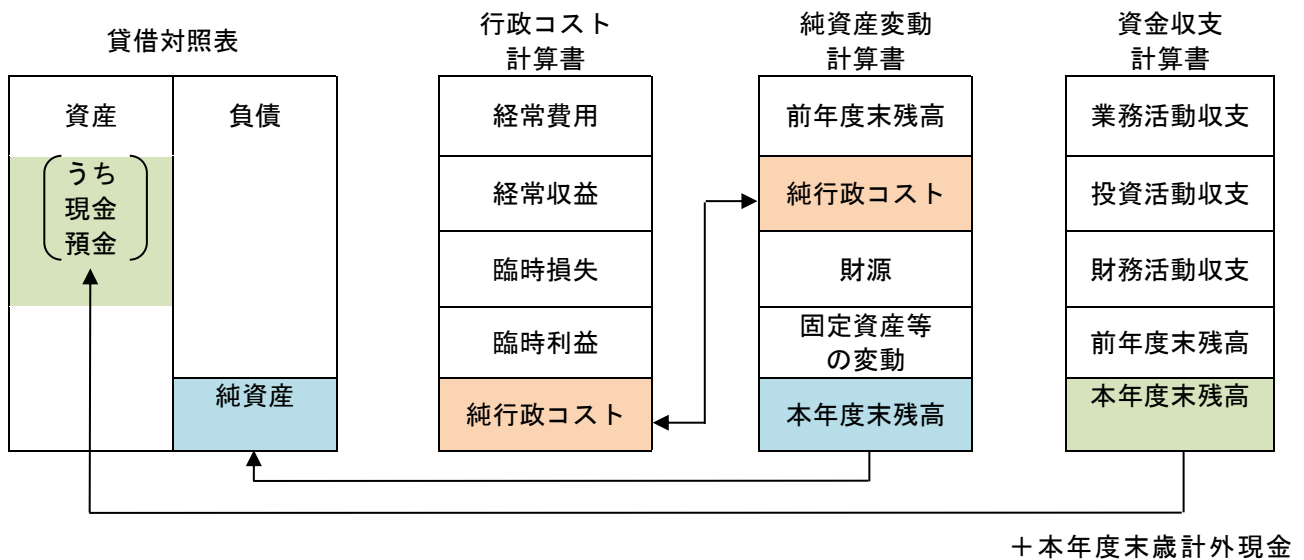 貸借対照表
資産
負債
うち
現金
預金
純資産
行政コスト
計算書
経常費用
経常収益
臨時損失
臨時利益
純行政コスト
純資産変動
計算書
前年度末残高
純行政コスト
財源
固定資産等
の変動
本年度末残高
資金収支
計算書
業務活動収支
投資活動収支
財務活動収支
前年度末残高
本年度末残高
＋本年度末歳計外現金